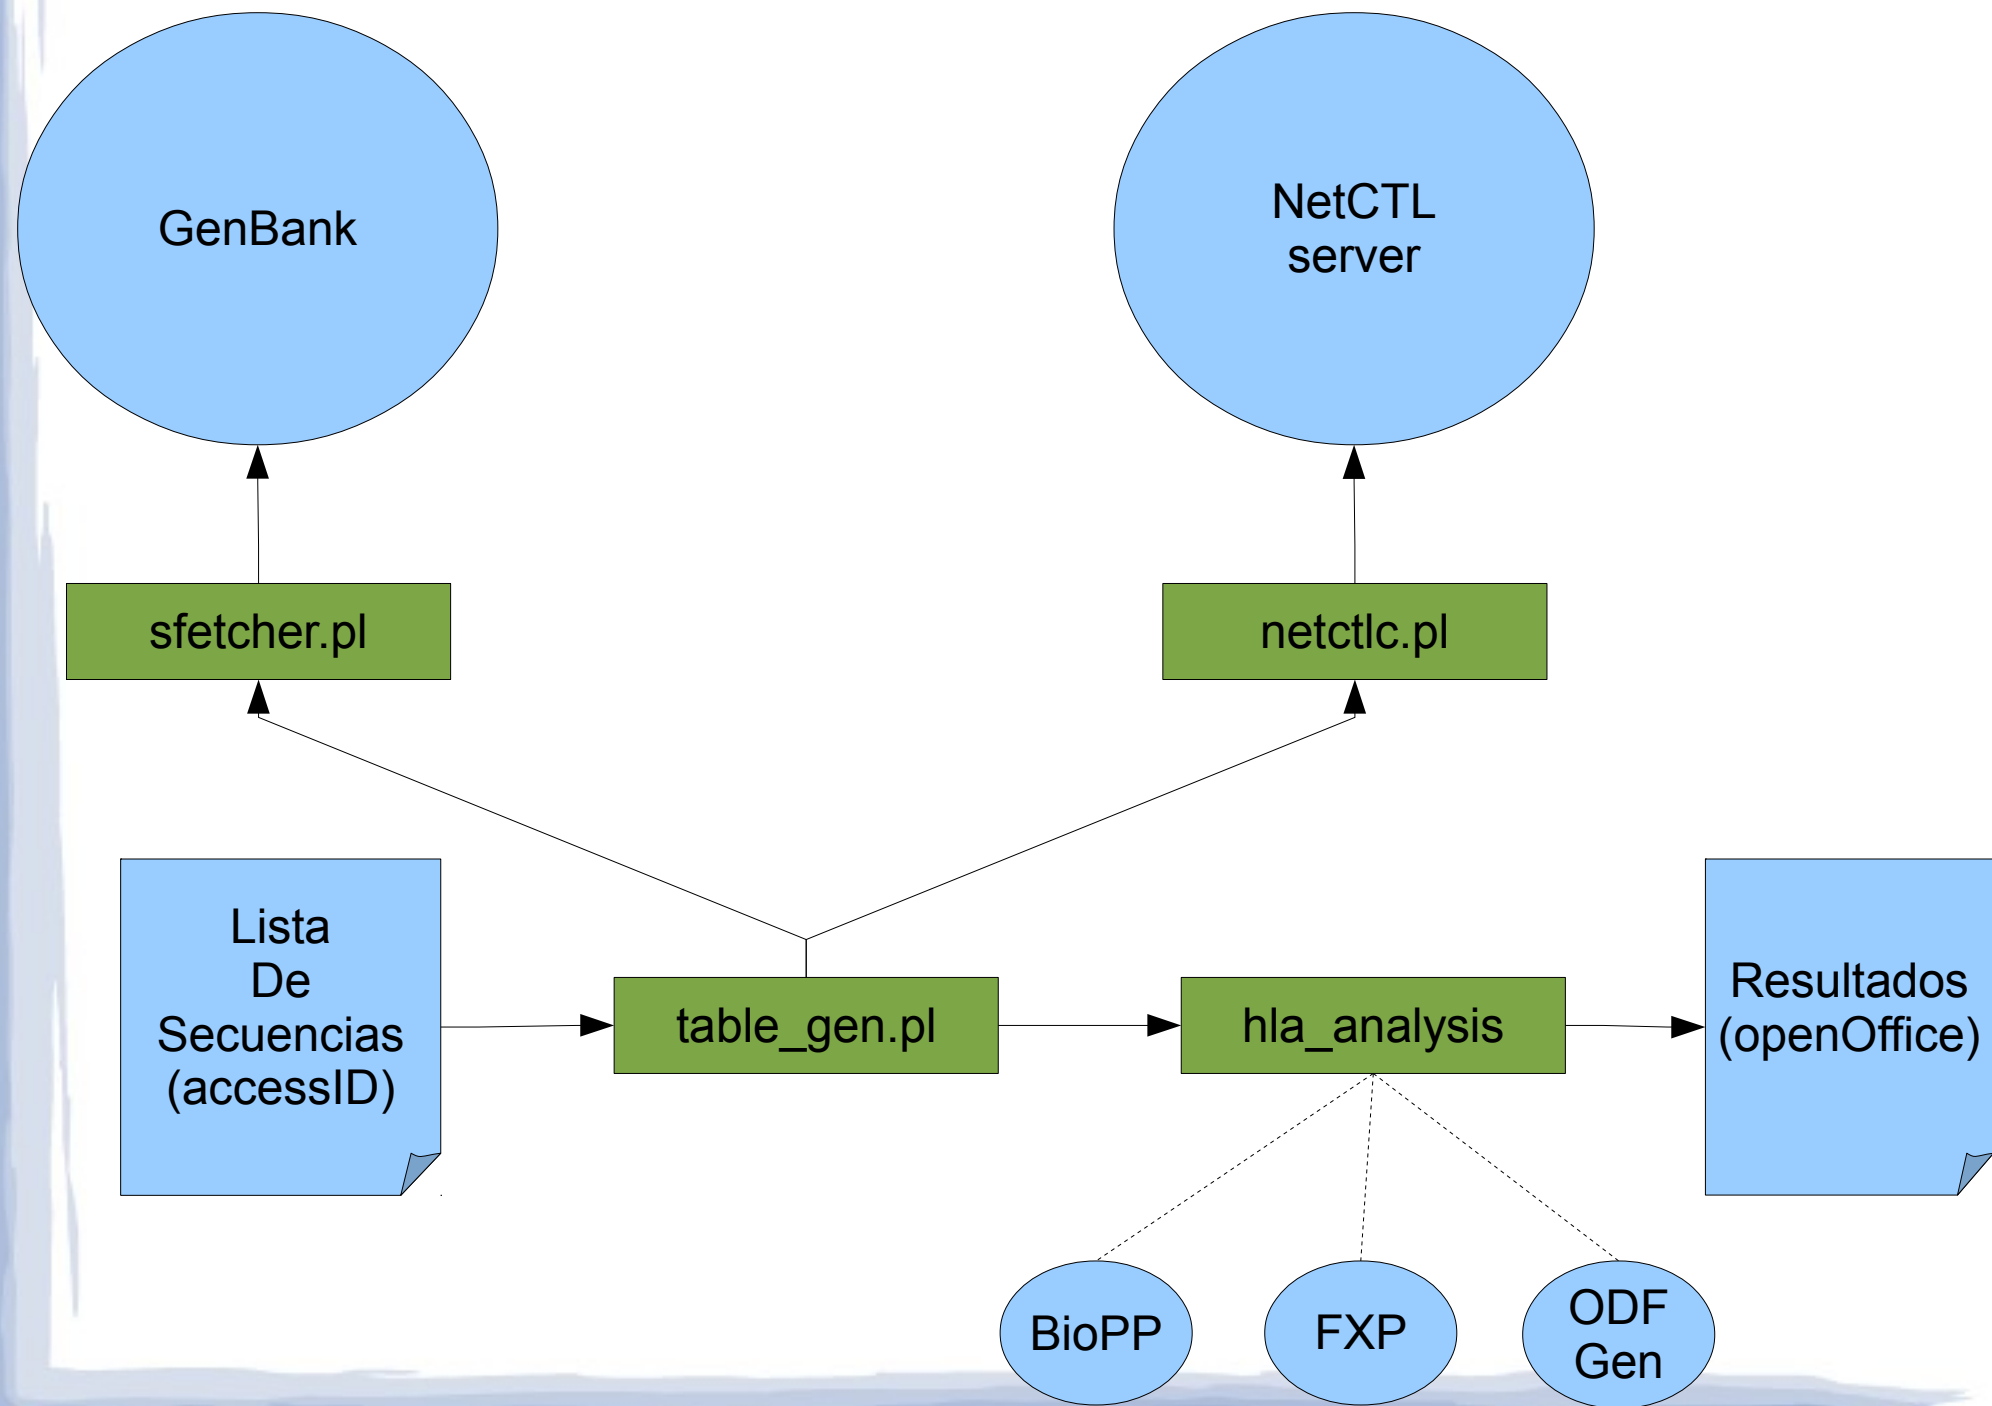 GenBank
NetCTL
server
sfetcher.pl
netctlc.pl
Lista
De
Secuencias
(accessID)
table_gen.pl
hla_analysis
Resultados
(openOffice)
BioPP
FXP
ODF
Gen